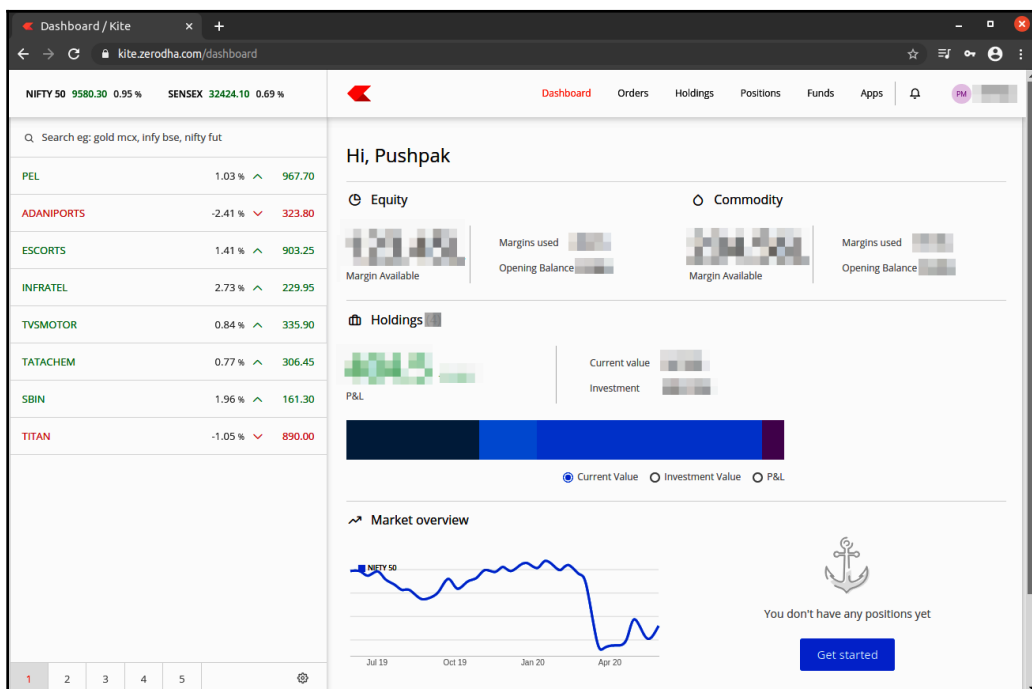 Dashboard / Kite
kite.zerodha.com/dashboard
NIFTY 50 9580.30 0.95 % SENSEX 32424.10 0.69 %
Dashboard Orders Holdings Positions Funds Apps PM
Search eg: gold mcx, infy bse, nifty fut
PEL 1.03 % 967.70
ADANIPORTS -2.41 % 323.80
ESCORTS 1.41 % 903.25
INFRATEL 2.73 % 229.95
TVSMOTOR 0.84 % 335.90
TATACHEM 0.77 % 306.45
SBIN 1.96 % 161.30
TITAN -1.05 % 890.00
1 2 3 4 5
Hi, Pushpak
Equity
Margin Available
Margins used
Opening Balance
Commodity
Margin Available
Margins used
Opening Balance
Holdings
P&L
Current value
Investment
Current Value Investment Value P&L
Market overview
NIFTY 50
Jul 19 Oct 19 Jan 20 Apr 20
You don't have any positions yet
Get started